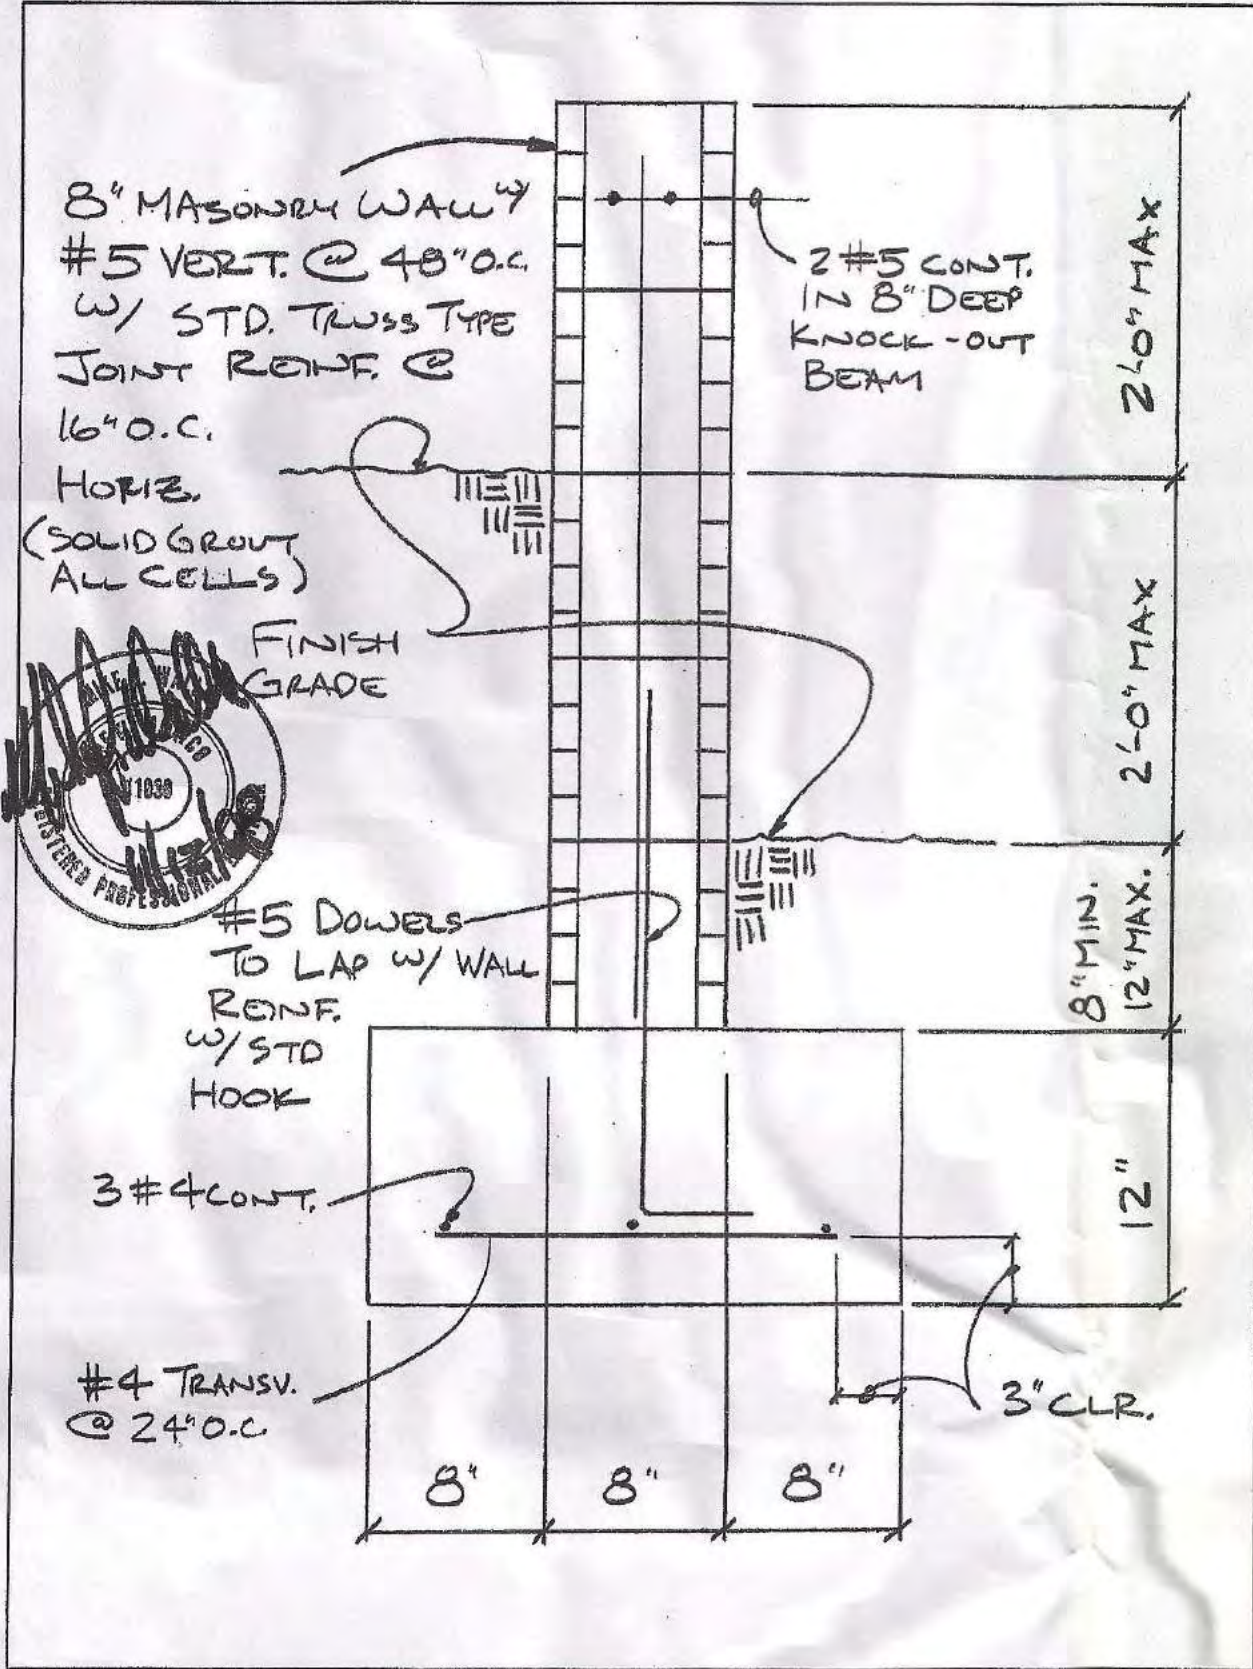 8" MASONRY WALL W/
#5 VERT. @ 48" O.C.
W/ STD. TRUSS TYPE
JOINT REINF. @
16" O.C.
HORIZ.
(SOLID GROUT
ALL CELLS)
2 #5 CONT.
IN 8" DEEP
KNOCK-OUT
BEAM
2'-0" MAX
FINISH
GRADE
2'-0" MAX
REGISTERED PROFESSIONAL
#5 DOWELS
TO LAP W/ WALL
REINF.
W/ STD
HOOK
8" MIN.
12" MAX.
3 #4 CONT.
12"
#4 TRANSV.
@ 24" O.C.
3" CLR.
8"
8"
8"